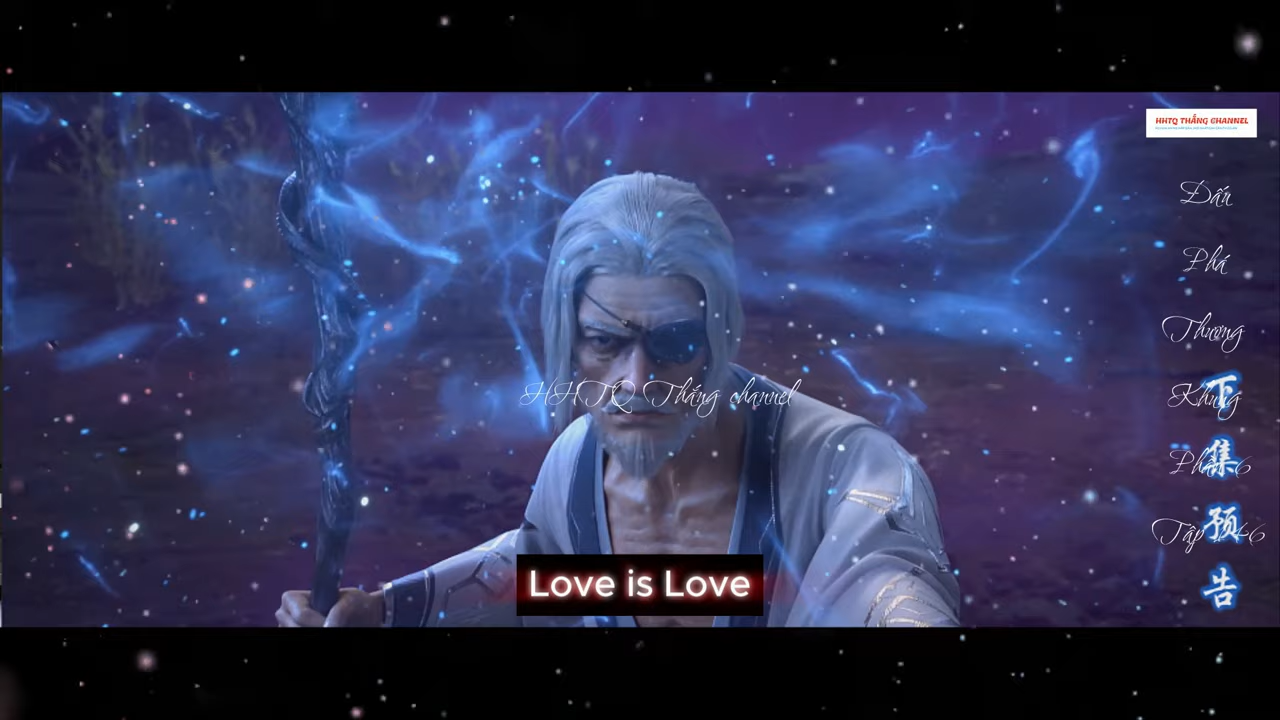 HHTQ THẮNG CHANNEL
Đấu
Phá
Thương
Khung
Phần 6
Tập
下
集
预
告
HHTQ Thắng channel
Love is Love